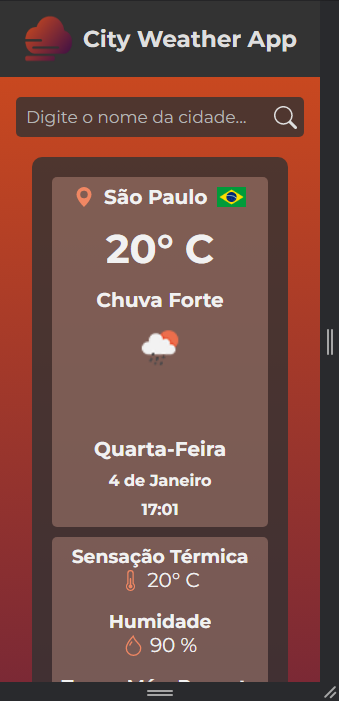 City Weather App
Digite o nome da cidade...
São Paulo
20° C
Chuva Forte
Quarta-Feira
4 de Janeiro
17:01
Sensação Térmica
20° C
Humidade
90 %